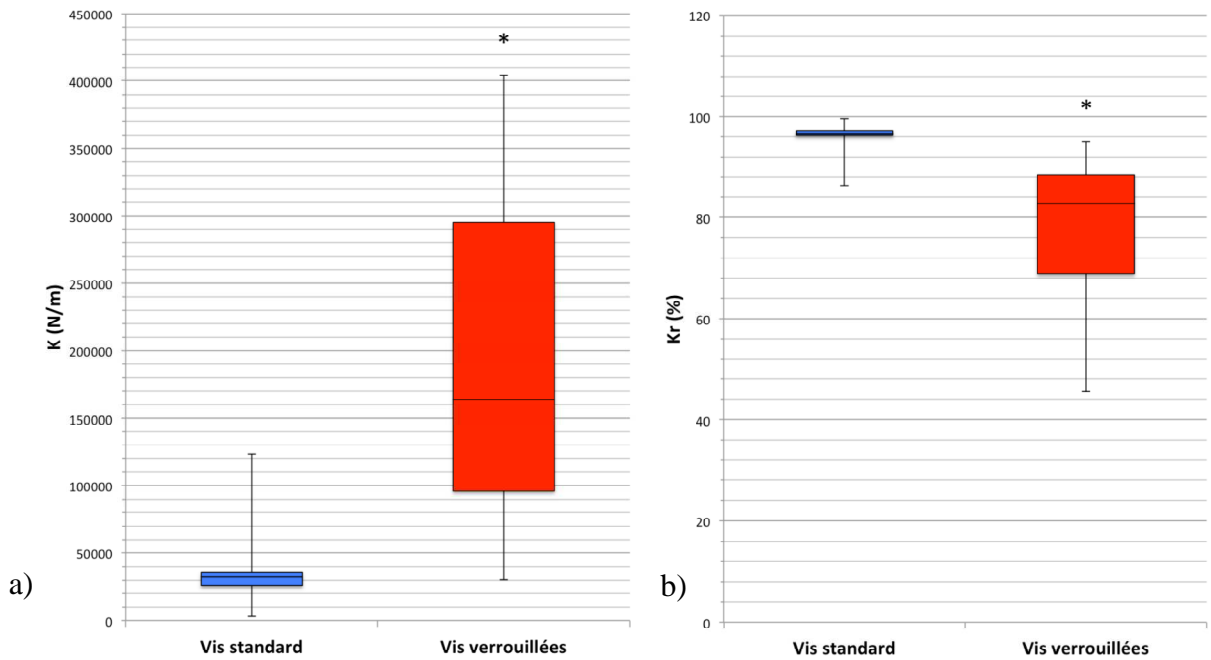 a)
K (N/m)
450000
400000
350000
300000
250000
200000
150000
100000
50000
0
*
Vis standard
Vis verrouillées
b)
Kr (%)
120
100
80
60
40
20
0
*
Vis standard
Vis verrouillées